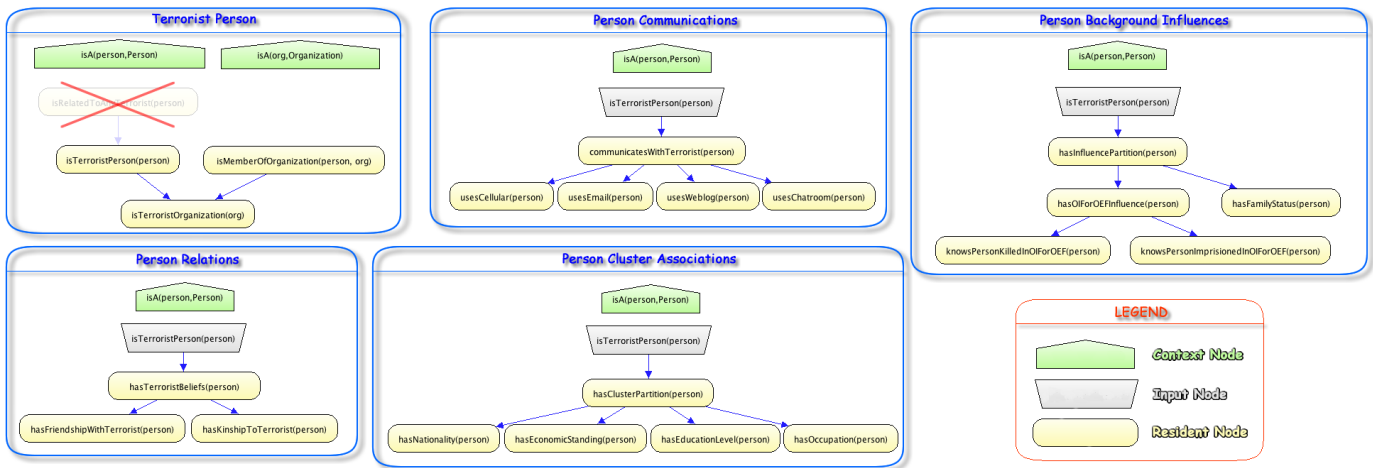 Terrorist Person
isA(person,Person)
isA(org,Organization)
isTerroristPerson(person)
isMemberOfOrganization(person, org)
isTerroristOrganization(org)
Person Communications
isA(person,Person)
isTerroristPerson(person)
communicatesWithTerrorist(person)
usesCellular(person)
usesEmail(person)
usesWeblog(person)
usesChatroom(person)
Person Background Influences
isA(person,Person)
isTerroristPerson(person)
hasInfluencePartition(person)
hasOIForOEFInfluence(person)
hasFamilyStatus(person)
knowsPersonKilledInOIForOEF(person)
knowsPersonImprisionedInOIForOEF(person)
Person Relations
isA(person,Person)
isTerroristPerson(person)
hasTerroristBeliefs(person)
hasFriendshipWithTerrorist(person)
hasKinshipToTerrorist(person)
Person Cluster Associations
isA(person,Person)
isTerroristPerson(person)
hasClusterPartition(person)
hasNationality(person)
hasEconomicStanding(person)
hasEducationLevel(person)
hasOccupation(person)
LEGEND
Context Node
Input Node
Resident Node